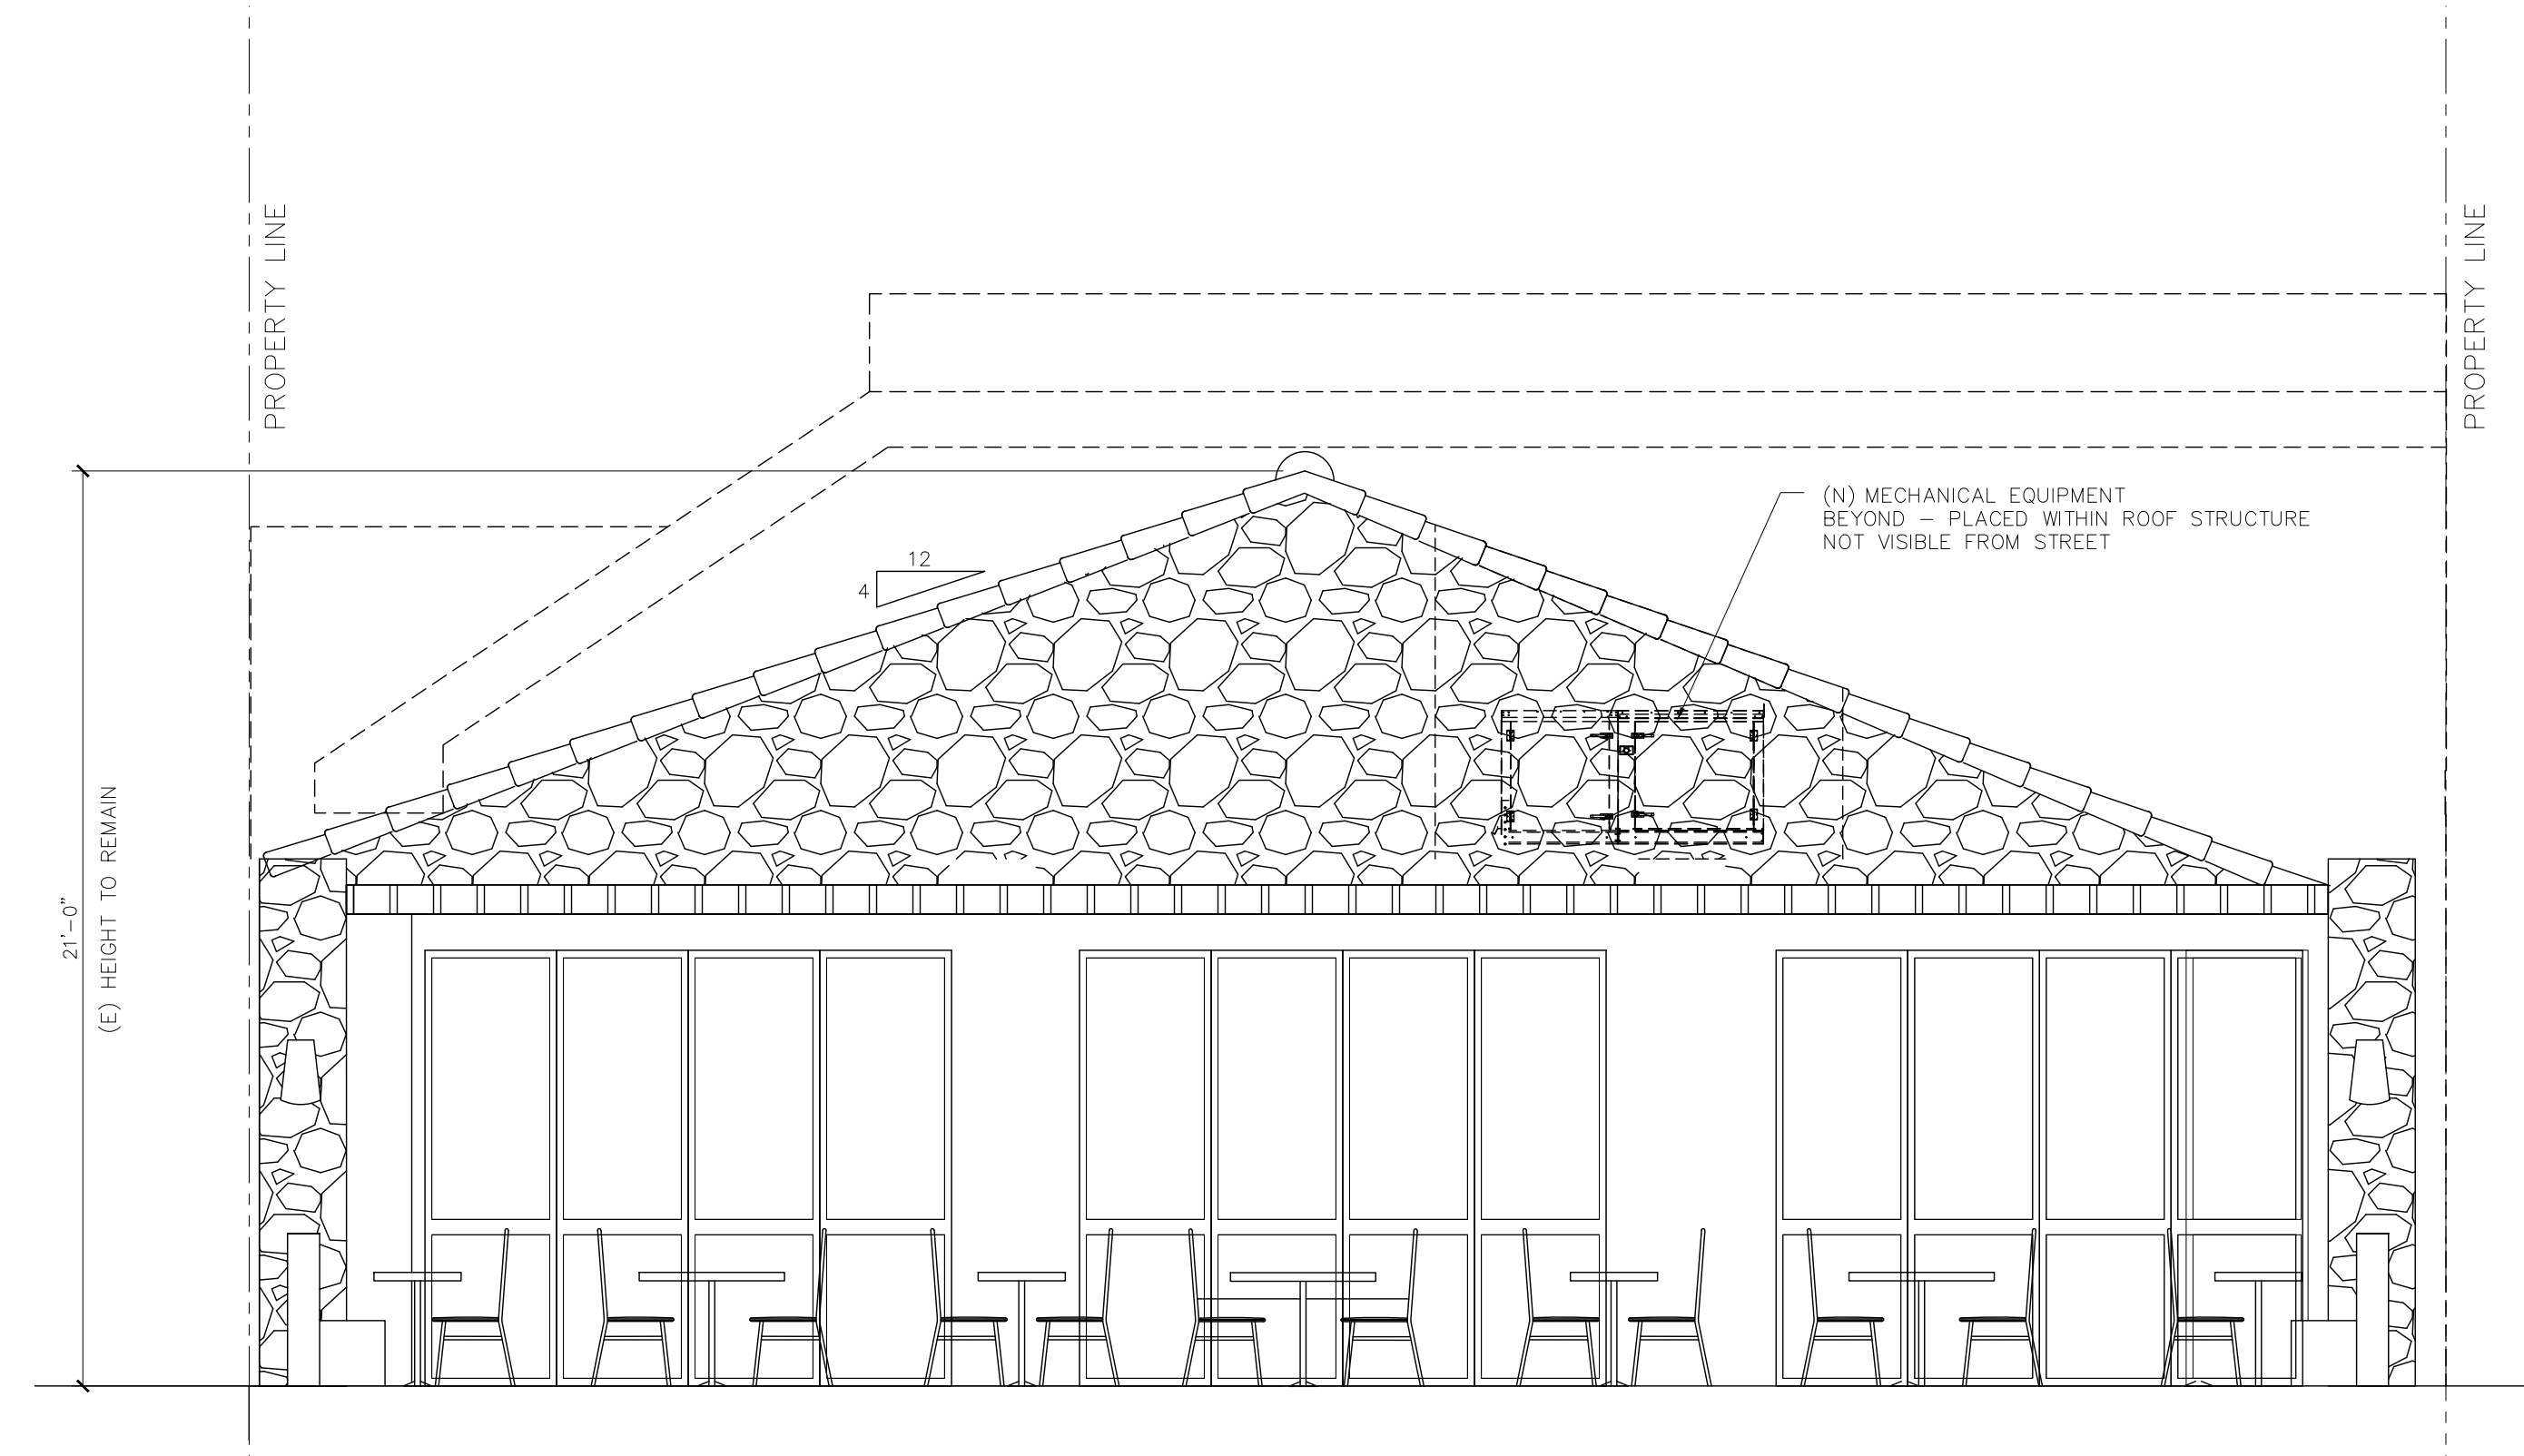 PROPERTY LINE
PROPERTY LINE
(N) MECHANICAL EQUIPMENT
BEYOND – PLACED WITHIN ROOF STRUCTURE
NOT VISIBLE FROM STREET
12
4
21'-0"
(E) HEIGHT TO REMAIN